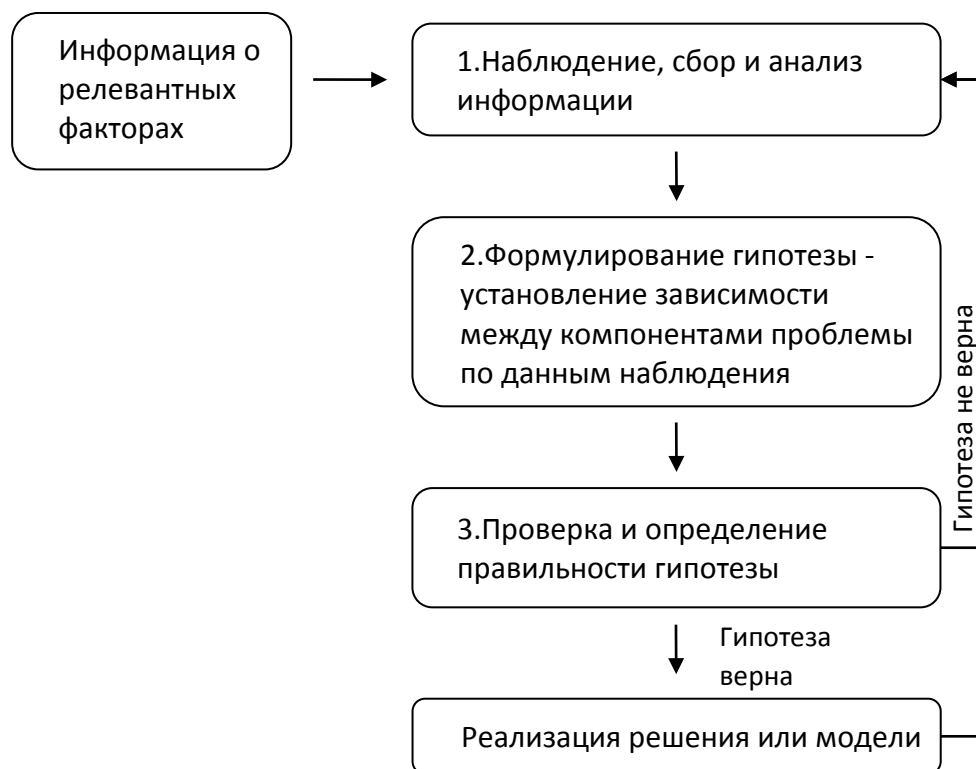 Информация о
релевантных
факторах
1.Наблюдение, сбор и анализ
информации
2.Формулирование гипотезы -
установление зависимости
между компонентами проблемы
по данным наблюдения
Гипотеза не верна
3.Проверка и определение
правильности гипотезы
Гипотеза
верна
Реализация решения или модели